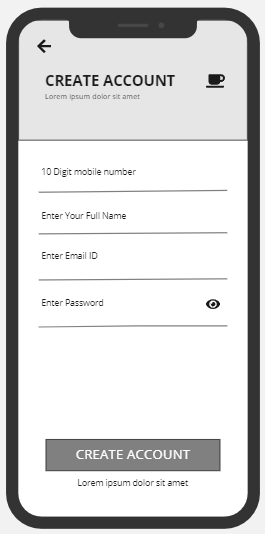 CREATE ACCOUNT
Lorem ipsum dolor sit amet
10 Digit mobile number
Enter Your Full Name
Enter Email ID
Enter Password
CREATE ACCOUNT
Lorem ipsum dolor sit amet